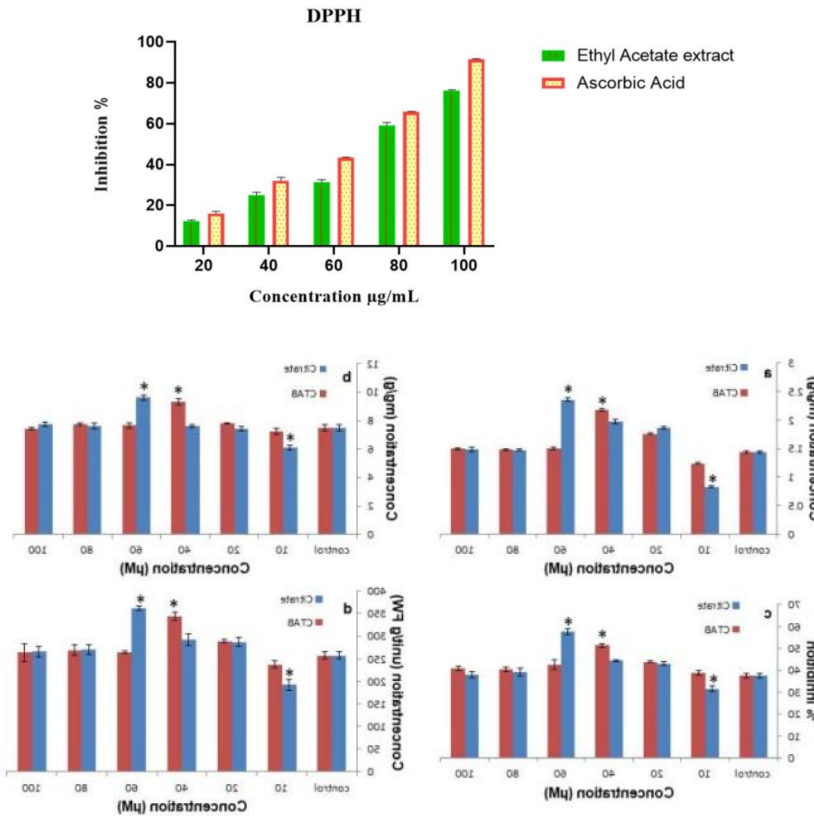 DPPH
Inhibition %
100
80
60
40
20
0
20 40 60 80 100
Concentration µg/mL
Ethyl Acetate extract
Ascorbic Acid
b
Citrate
CTAB
* * *
12
10
8
6
4
2
0
Concentration (mg/g)
100 80 60 40 20 10 control
Concentration (µM)
a
Citrate
CTAB
* * *
3
2.5
2
1.5
1
0.5
0
Concentration (mg/g)
100 80 60 40 20 10 control
Concentration (µM)
d
Citrate
CTAB
* * *
400
350
300
250
200
150
100
50
0
Concentration (unit/g FW)
100 80 60 40 20 10 control
Concentration (µM)
c
Citrate
CTAB
* * *
70
60
50
40
30
20
10
0
% Inhibition
100 80 60 40 20 10 control
Concentration (µM)